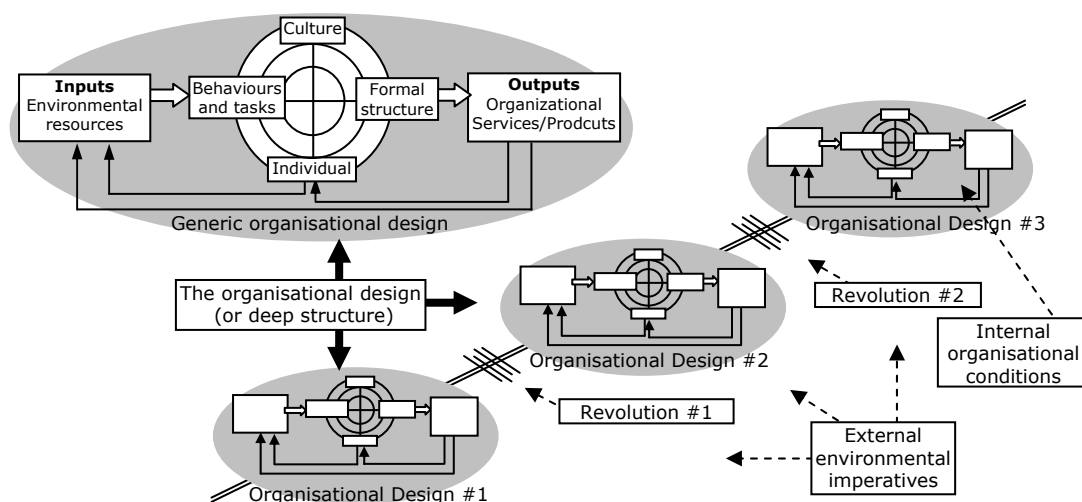 Culture
Inputs
Environmental
resources
Behaviours
and tasks
Formal
structure
Outputs
Organizational
Services/Prodcuts
Individual
Generic organisational design
The organisational design
(or deep structure)
Organisational Design #3
Revolution #2
Internal
organisational
conditions
Organisational Design #2
Revolution #1
External
environmental
imperatives
Organisational Design #1